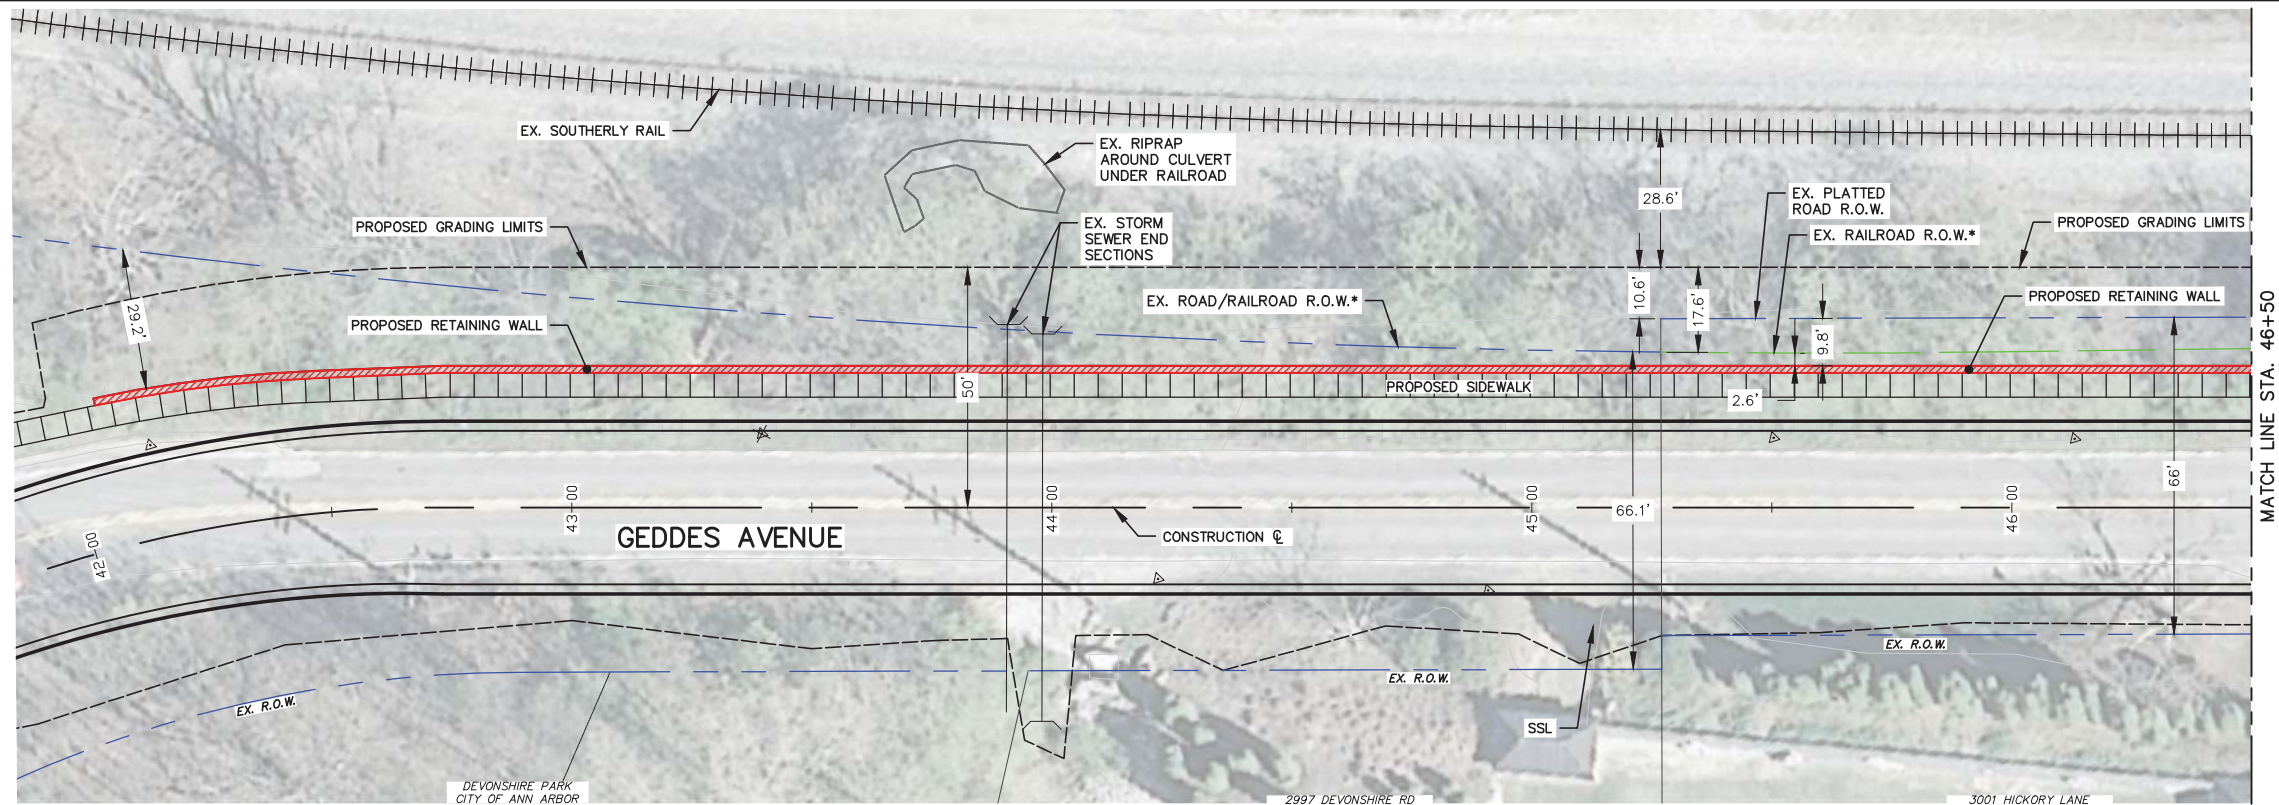 EX. SOUTHERLY RAIL
EX. RIPRAP
AROUND CULVERT
UNDER RAILROAD
28.6'
EX. PLATTED
ROAD R.O.W.
PROPOSED GRADING LIMITS
EX. STORM
SEWER END
SECTIONS
EX. RAILROAD R.O.W.*
PROPOSED GRADING LIMITS
29.2'
PROPOSED RETAINING WALL
EX. ROAD/RAILROAD R.O.W.*
10.6'
17.6'
9.8'
PROPOSED RETAINING WALL
50'
PROPOSED SIDEWALK
2.6'
MATCH LINE STA. 46+50
42+00
43+00
44+00
45+00
46+00
66.1'
66'
GEDDES AVENUE
CONSTRUCTION ℄
EX. R.O.W.
EX. R.O.W.
EX. R.O.W.
SSL
DEVONSHIRE PARK
CITY OF ANN ARBOR
2997 DEVONSHIRE RD
3001 HICKORY LANE